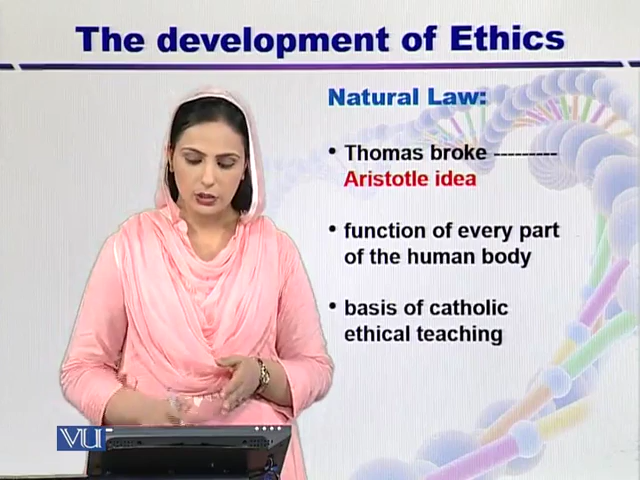 The development of Ethics
Natural Law:
• Thomas broke ---------
Aristotle idea
• function of every part
of the human body
• basis of catholic
ethical teaching
VU